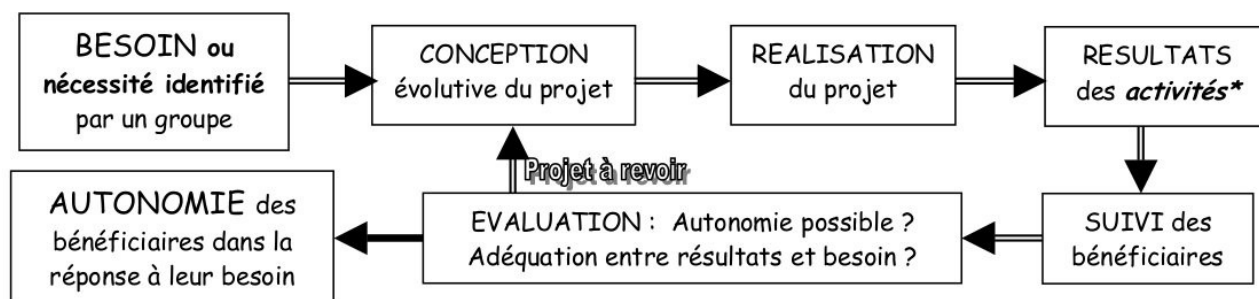 BESOIN ou
nécessité identifié
par un groupe
CONCEPTION
évolutive du projet
REALISATION
du projet
RESULTATS
des activités*
SUIVI des
bénéficiaires
EVALUATION : Autonomie possible ?
Adéquation entre résultats et besoin ?
Projet à revoir
AUTONOMIE des
bénéficiaires dans la
réponse à leur besoin